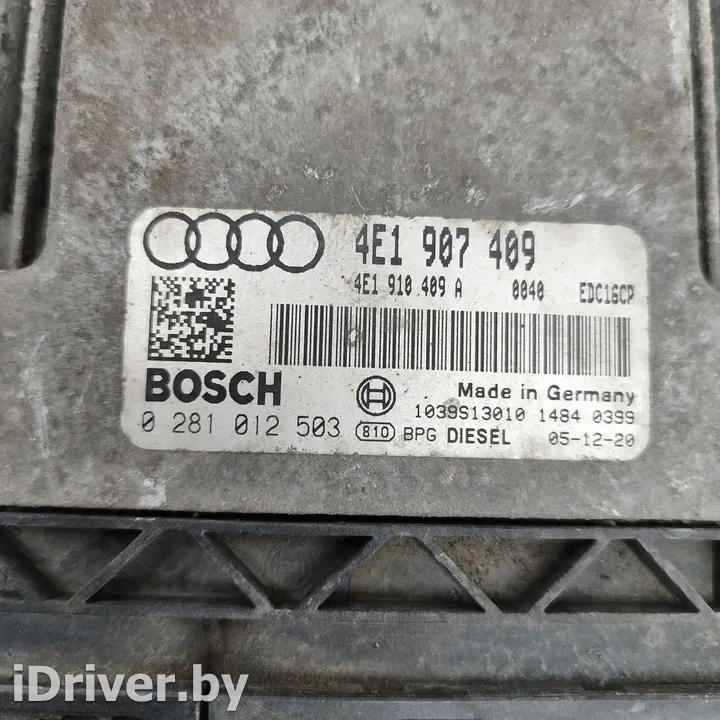 4E1 907 409
4E1 910 409 A 0040 EDC16CP
BOSCH
Made in Germany
1039S13010 1484 0399
0 281 012 503 810 BPG DIESEL 05-12-20
iDriver.by